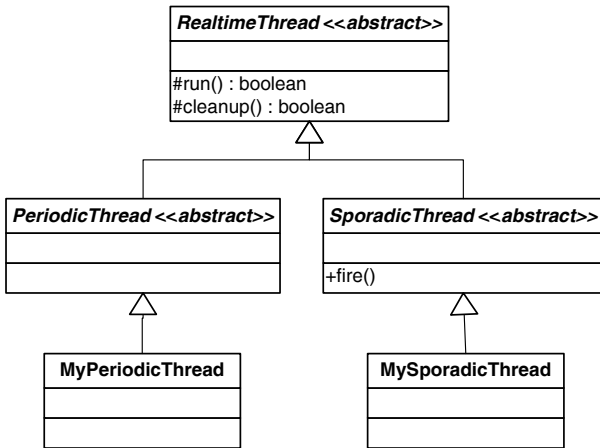 RealtimeThread <<abstract>>
#run() : boolean
#cleanup() : boolean
PeriodicThread <<abstract>>
SporadicThread <<abstract>>
+fire()
MyPeriodicThread
MySporadicThread